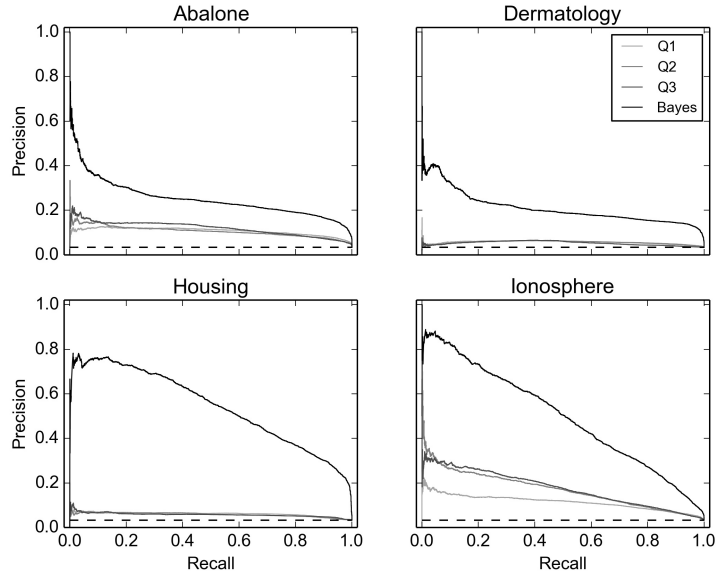 Abalone
Dermatology
1.0
0.8
0.6
0.4
0.2
0.0
Precision
Q1
Q2
Q3
Bayes
Housing
Ionosphere
1.0
0.8
0.6
0.4
0.2
0.0
Precision
0.0 0.2 0.4 0.6 0.8 1.0
0.0 0.2 0.4 0.6 0.8 1.0
Recall
Recall